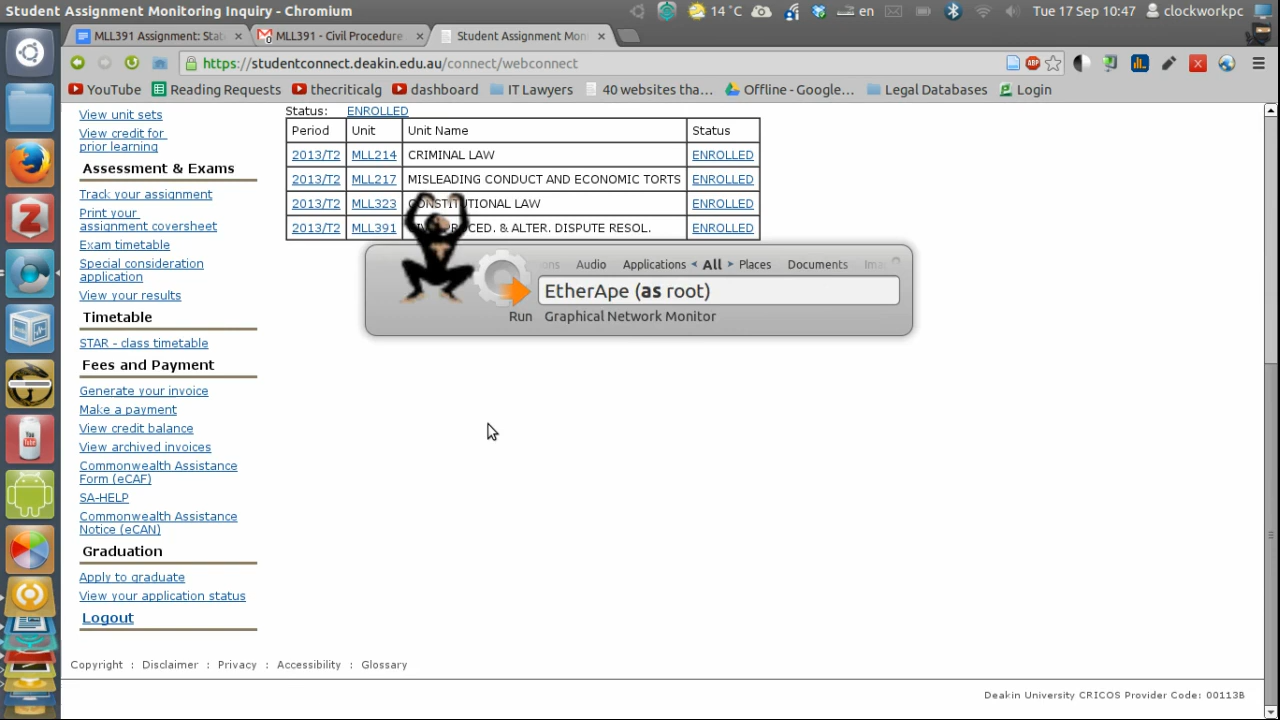 Student Assignment Monitoring Inquiry - Chromium
14 °C
en
Tue 17 Sep 10:47
clockworkpc
MLL391 Assignment: Stat
MLL391 - Civil Procedure
Student Assignment Mon
https://studentconnect.deakin.edu.au/connect/webconnect
YouTube
Reading Requests
thecriticalg
dashboard
IT Lawyers
40 websites tha...
Offline - Google...
Legal Databases
Login
View unit sets
View credit for
prior learning
Assessment & Exams
Track your assignment
Print your
assignment coversheet
Exam timetable
Special consideration
application
View your results
Timetable
STAR - class timetable
Fees and Payment
Generate your invoice
Make a payment
View credit balance
View archived invoices
Commonwealth Assistance
Form (eCAF)
SA-HELP
Commonwealth Assistance
Notice (eCAN)
Graduation
Apply to graduate
View your application status
Logout
Status: ENROLLED
Period Unit Unit Name Status
2013/T2 MLL214 CRIMINAL LAW ENROLLED
2013/T2 MLL217 MISLEADING CONDUCT AND ECONOMIC TORTS ENROLLED
2013/T2 MLL323 CONSTITUTIONAL LAW ENROLLED
2013/T2 MLL391 & ALTER. DISPUTE RESOL. ENROLLED
ons Audio Applications All Places Documents Ima
EtherApe (as root)
Run Graphical Network Monitor
You
Tube
Copyright : Disclaimer : Privacy : Accessibility : Glossary
Deakin University CRICOS Provider Code: 00113B